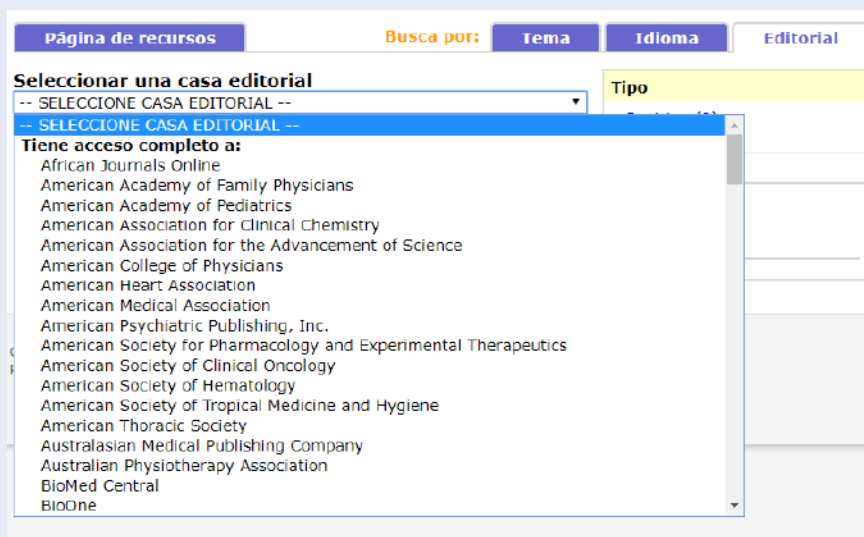 Página de recursos
Busca por:
Tema
Idioma
Editorial
Seleccionar una casa editorial
-- SELECCIONE CASA EDITORIAL --
Tipo
-- SELECCIONE CASA EDITORIAL --
Tiene acceso completo a:
African Journals Online
American Academy of Family Physicians
American Academy of Pediatrics
American Association for Clinical Chemistry
American Association for the Advancement of Science
American College of Physicians
American Heart Association
American Medical Association
American Psychiatric Publishing, Inc.
American Society for Pharmacology and Experimental Therapeutics
American Society of Clinical Oncology
American Society of Hematology
American Society of Tropical Medicine and Hygiene
American Thoracic Society
Australasian Medical Publishing Company
Australian Physiotherapy Association
BioMed Central
BioOne